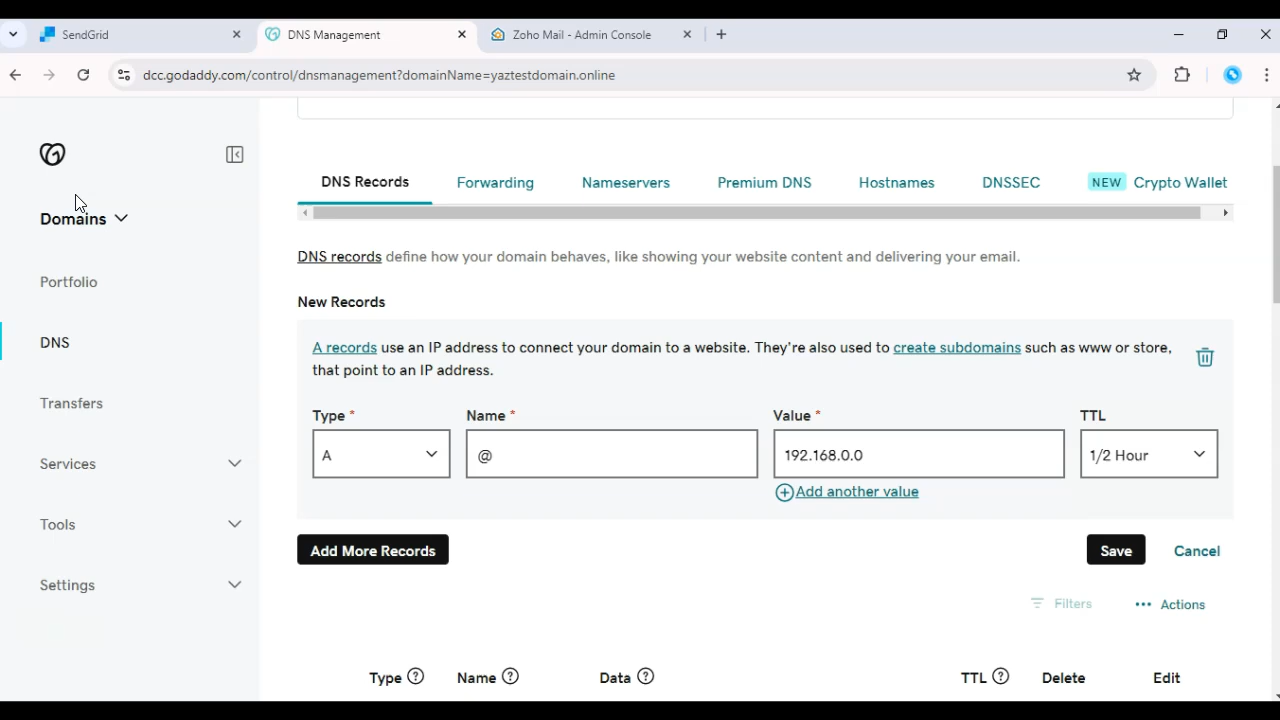 SendGrid
DNS Management
Zoho Mail - Admin Console
dcc.godaddy.com/control/dnsmanagement?domainName=yaztestdomain.online
Domains
Portfolio
DNS
Transfers
Services
Tools
Settings
DNS Records
Forwarding
Nameservers
Premium DNS
Hostnames
DNSSEC
NEW Crypto Wallet
DNS records define how your domain behaves, like showing your website content and delivering your email.
New Records
A records use an IP address to connect your domain to a website. They're also used to create subdomains such as www or store,
that point to an IP address.
Type * Name * Value * TTL
A @ 192.168.0.0 1/2 Hour
Add another value
Add More Records Save Cancel
Filters Actions
Type Name Data TTL Delete Edit